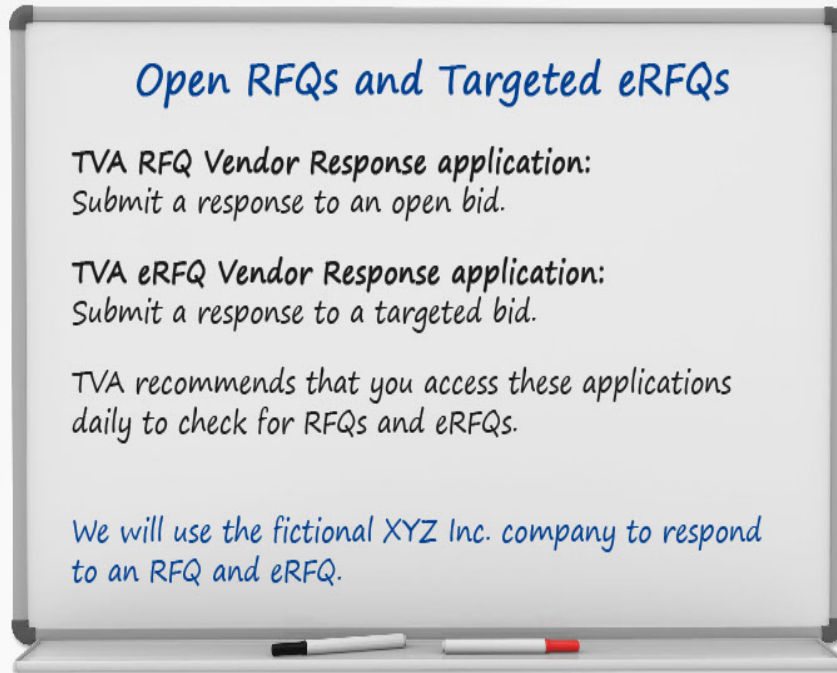 Open RFQs and Targeted eRFQs
TVA RFQ Vendor Response application:
Submit a response to an open bid.
TVA eRFQ Vendor Response application:
Submit a response to a targeted bid.
TVA recommends that you access these applications
daily to check for RFQs and eRFQs.
We will use the fictional XYZ Inc. company to respond
to an RFQ and eRFQ.